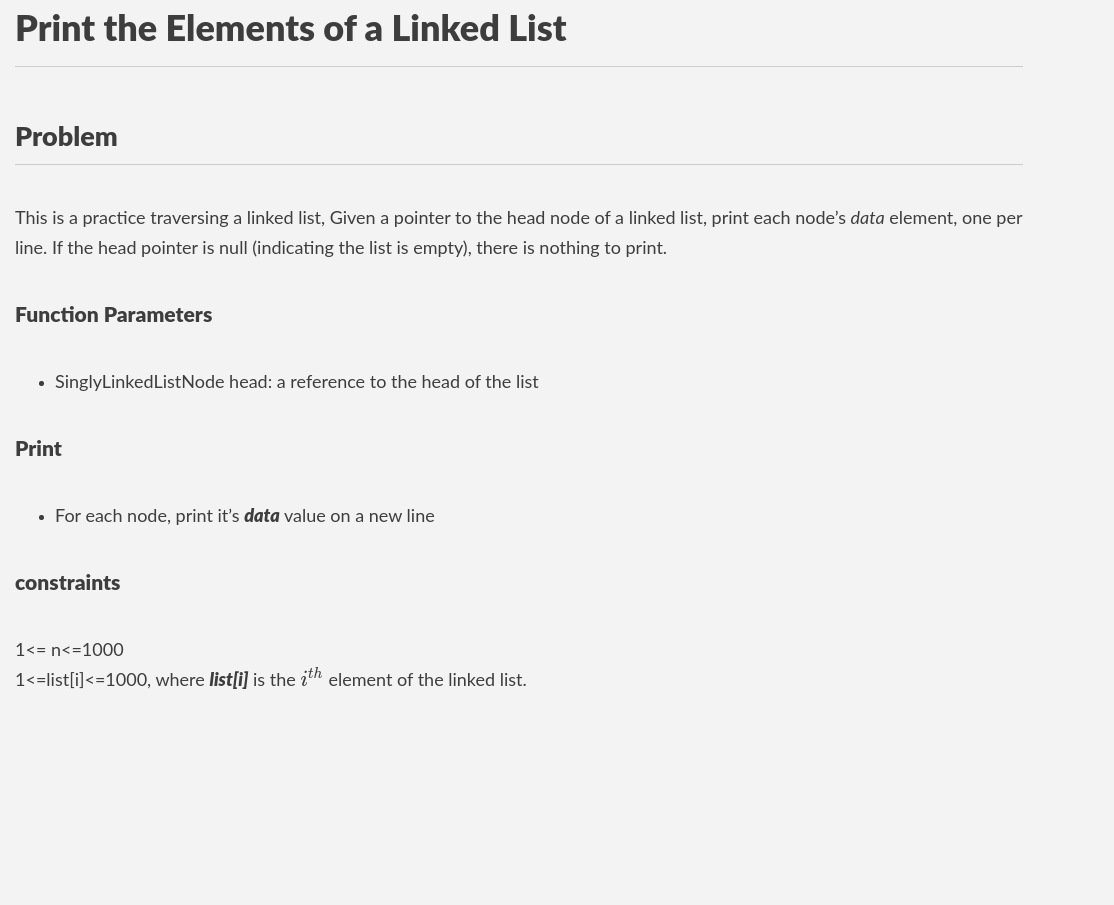 Print the Elements of a Linked List
Problem
This is a practice traversing a linked list, Given a pointer to the head node of a linked list, print each node’s data element, one per
line. If the head pointer is null (indicating the list is empty), there is nothing to print.
Function Parameters
• SinglyLinkedListNode head: a reference to the head of the list
Print
• For each node, print it’s data value on a new line
constraints
1<= n<=1000
1<=list[i]<=1000, where list[i] is the i^th element of the linked list.